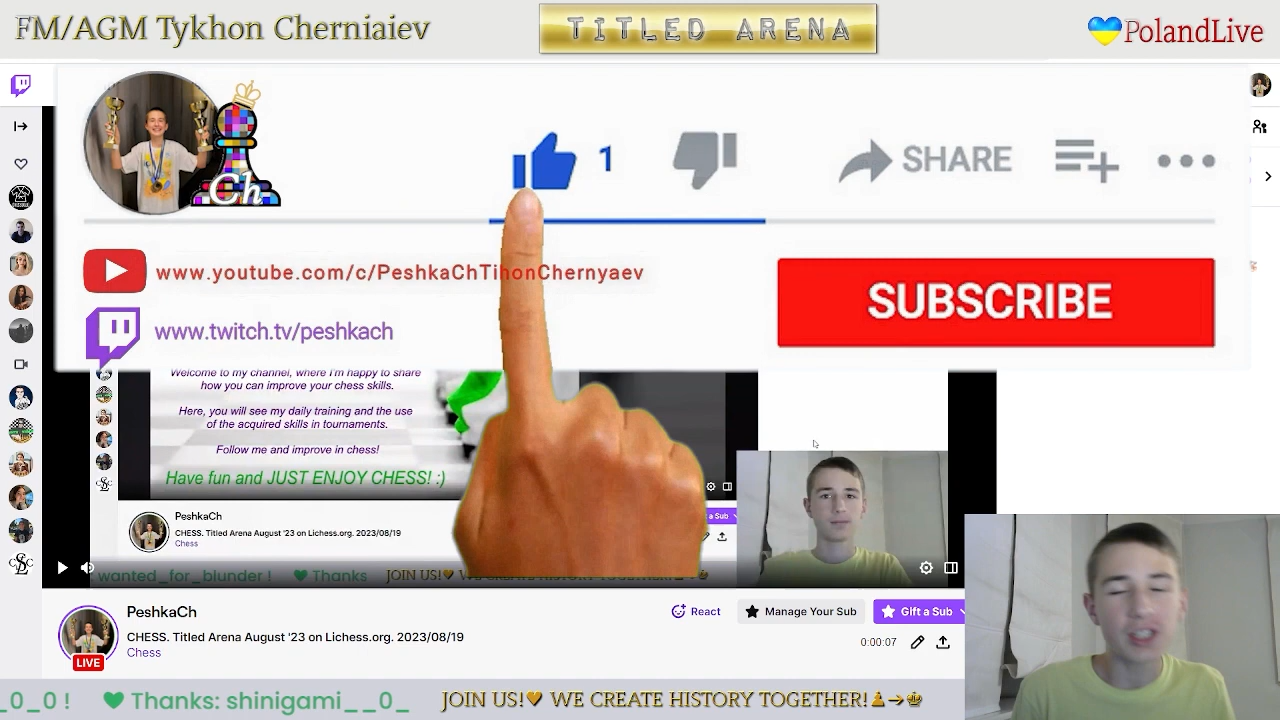 FM/AGM Tykhon Cherniaiev
TITLED ARENA
PolandLive
Ch
1
SHARE
www.youtube.com/c/PeshkaChTihonChernyaev
www.twitch.tv/peshkach
SUBSCRIBE
Welcome to my channel, where I'm happy to share
how you can improve your chess skills.
Here, you will see my daily training and the use
of the acquired skills in tournaments.
Follow me and improve in chess!
Have fun and JUST ENJOY CHESS! :)
PeshkaCh
CHESS. Titled Arena August '23 on Lichess.org. 2023/08/19
Chess
a Sub
wanted_for_blunder ! Thanks JOIN US!
PeshkaCh
CHESS. Titled Arena August '23 on Lichess.org. 2023/08/19
Chess
LIVE
React
Manage Your Sub
Gift a Sub
0:00:07
_0_0 ! Thanks: shinigami__0_ JOIN US! WE CREATE HISTORY TOGETHER!